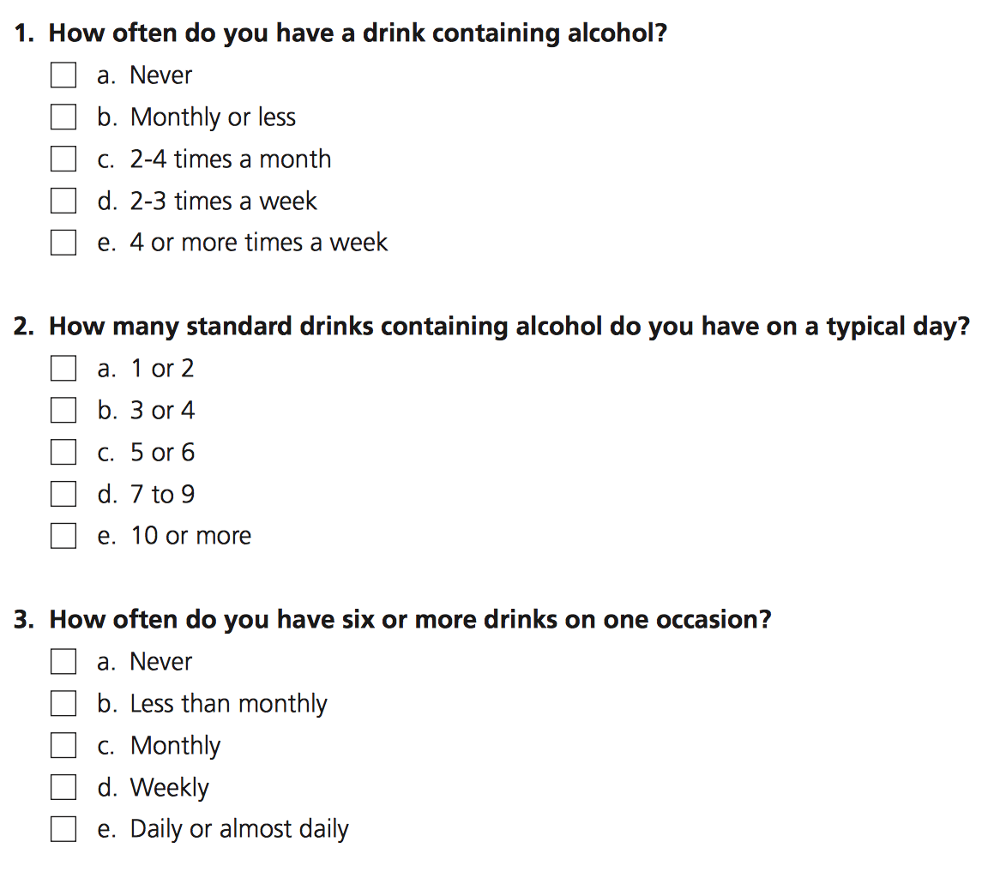 1. How often do you have a drink containing alcohol?
a. Never
b. Monthly or less
c. 2-4 times a month
d. 2-3 times a week
e. 4 or more times a week
2. How many standard drinks containing alcohol do you have on a typical day?
a. 1 or 2
b. 3 or 4
c. 5 or 6
d. 7 to 9
e. 10 or more
3. How often do you have six or more drinks on one occasion?
a. Never
b. Less than monthly
c. Monthly
d. Weekly
e. Daily or almost daily